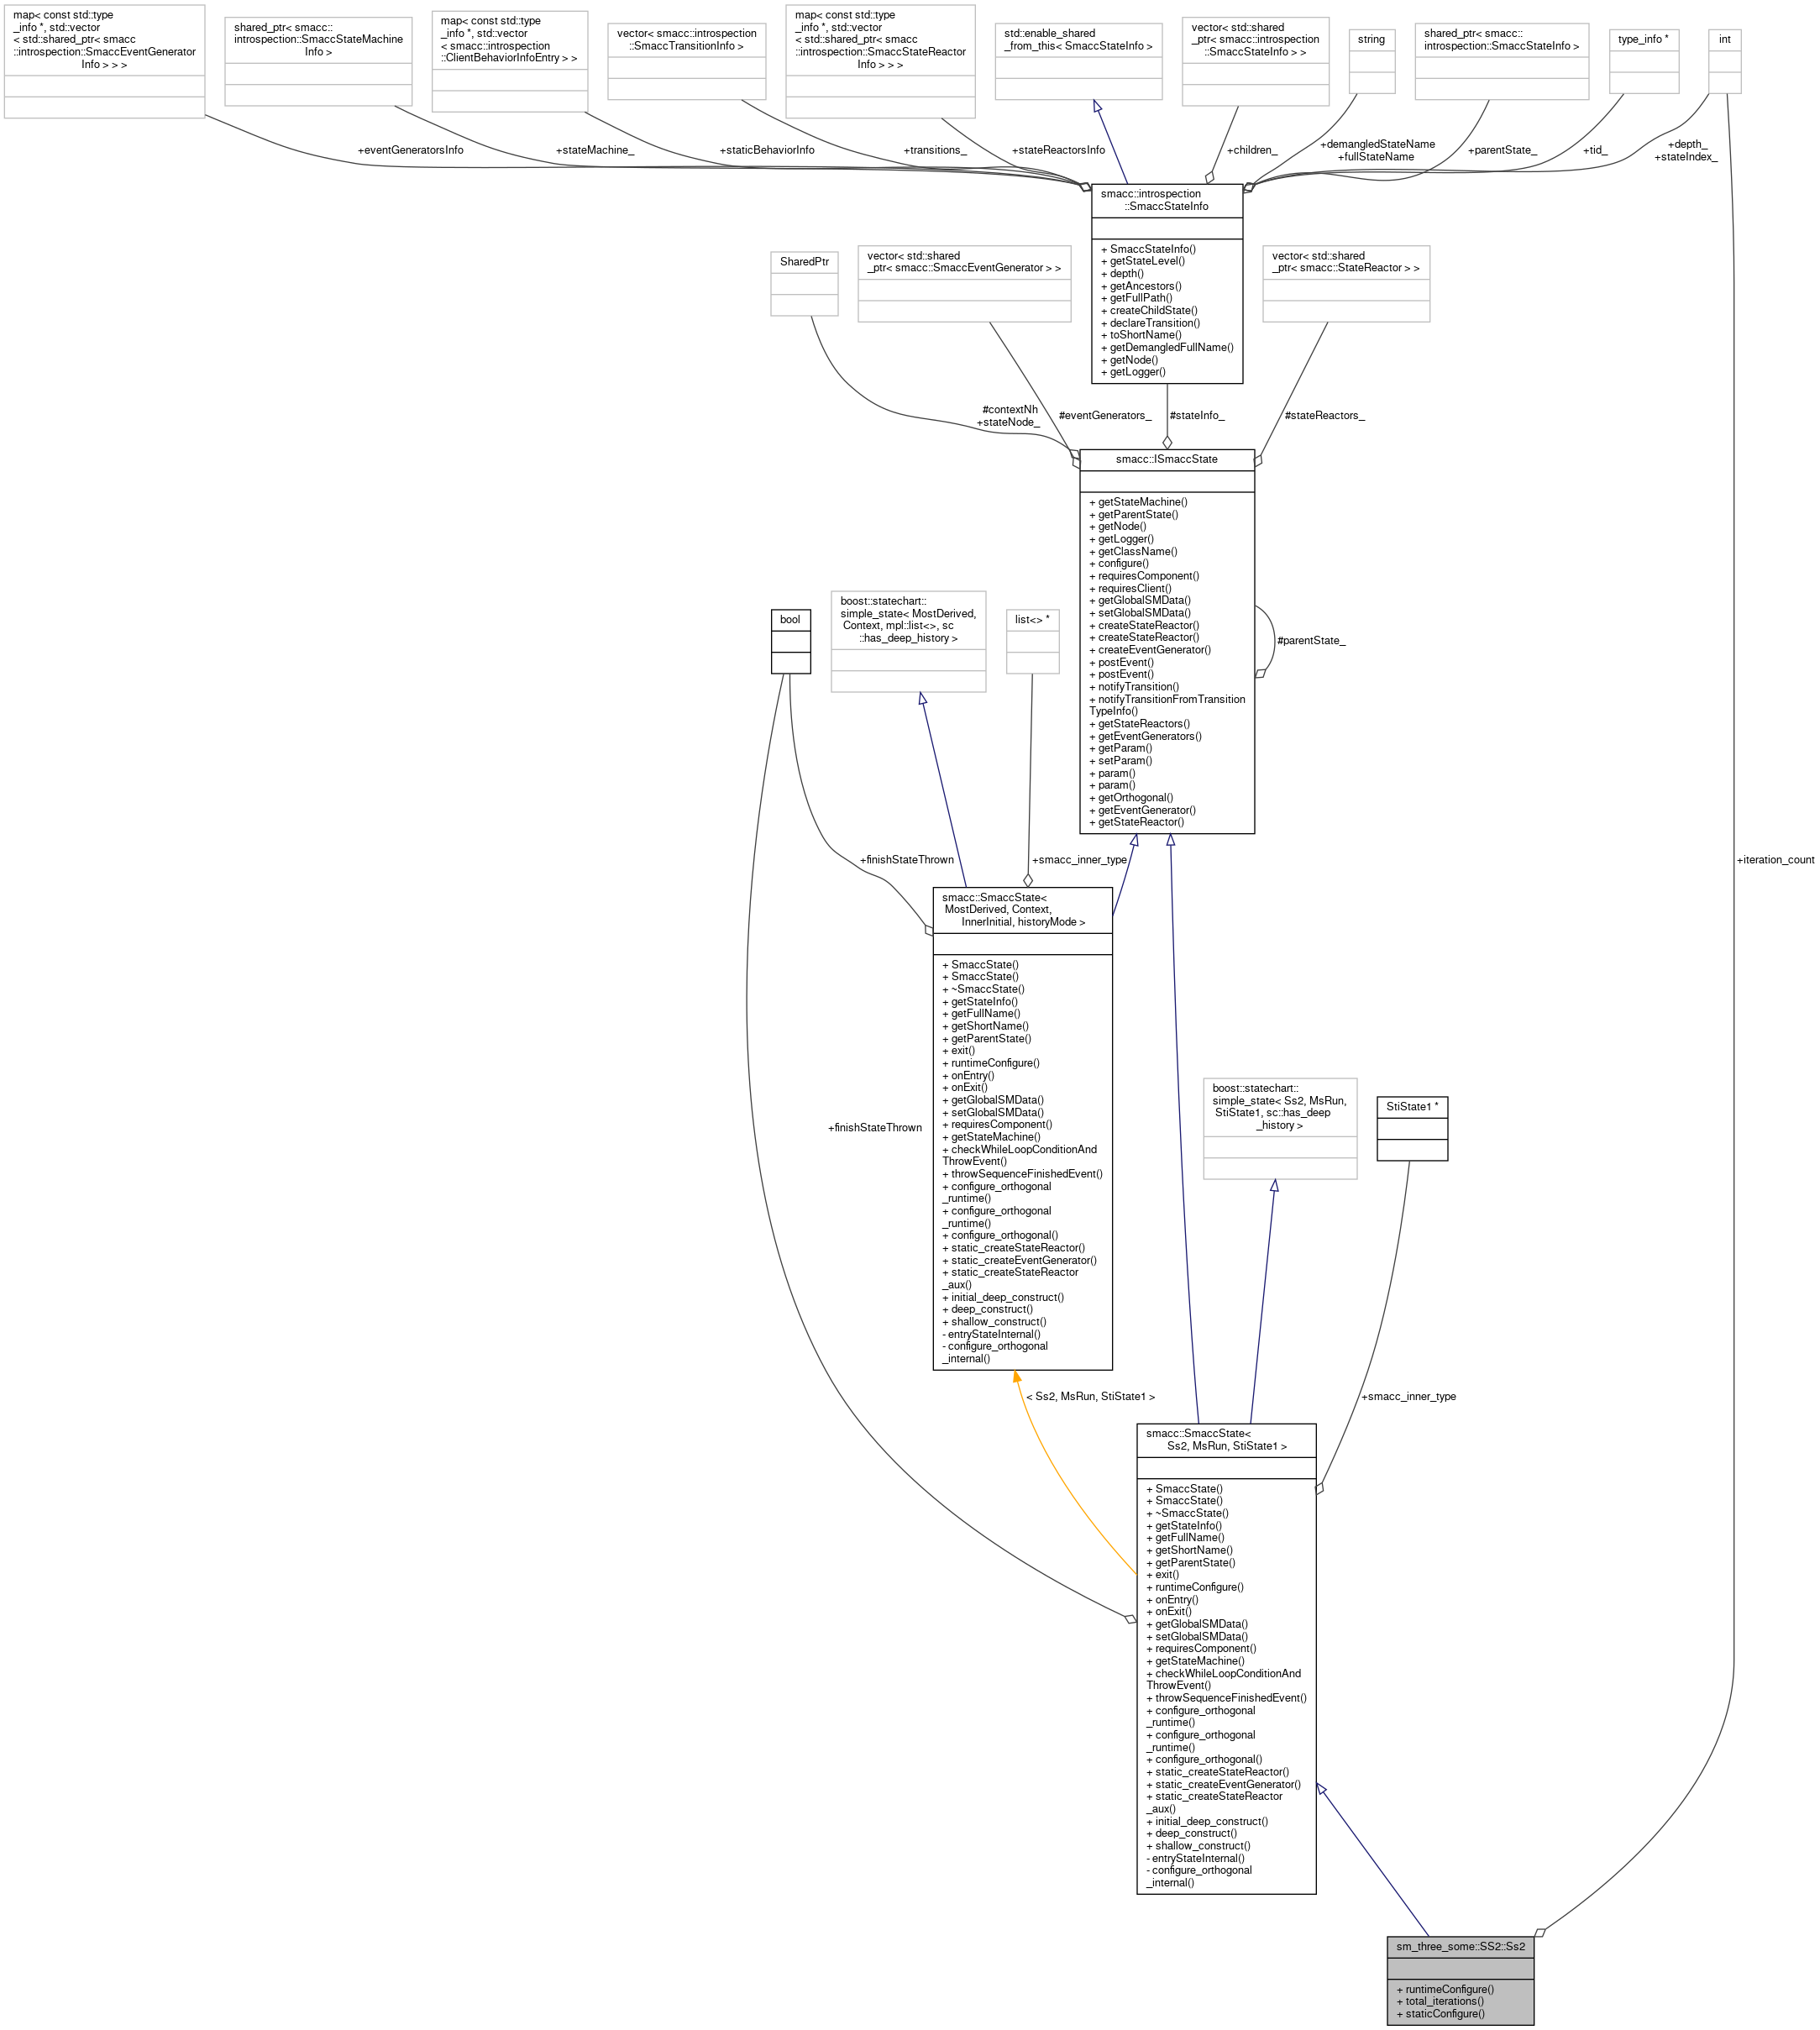 map< const std::type
_info *, std::vector
< std::shared_ptr< smacc
::introspection::SmaccEventGenerator
Info > > >
shared_ptr< smacc::
introspection::SmaccStateMachine
Info >
map< const std::type
_info *, std::vector
< smacc::introspection
::ClientBehaviorInfoEntry > >
vector< smacc::introspection
::SmaccTransitionInfo >
map< const std::type
_info *, std::vector
< std::shared_ptr< smacc
::introspection::SmaccStateReactor
Info > > >
std::enable_shared
_from_this< SmaccStateInfo >
vector< std::shared
_ptr< smacc::introspection
::SmaccStateInfo > >
string
shared_ptr< smacc::
introspection::SmaccStateInfo >
type_info *
int
+eventGeneratorsInfo
+stateMachine_
+staticBehaviorInfo
+transitions_
+stateReactorsInfo
+children_
+demangledStateName
+fullStateName
+parentState_
+tid_
+depth_
+stateIndex_
smacc::introspection
::SmaccStateInfo
+ SmaccStateInfo()
+ getStateLevel()
+ depth()
+ getAncestors()
+ getFullPath()
+ createChildState()
+ declareTransition()
+ toShortName()
+ getDemangledFullName()
+ getNode()
+ getLogger()
SharedPtr
vector< std::shared
_ptr< smacc::SmaccEventGenerator > >
vector< std::shared
_ptr< smacc::StateReactor > >
#contextNh
+stateNode_
#eventGenerators_
#stateInfo_
#stateReactors_
smacc::ISmaccState
+ getStateMachine()
+ getParentState()
+ getNode()
+ getLogger()
+ getClassName()
+ configure()
+ requiresComponent()
+ requiresClient()
+ getGlobalSMData()
+ setGlobalSMData()
+ createStateReactor()
+ createStateReactor()
+ createEventGenerator()
+ postEvent()
+ postEvent()
+ notifyTransition()
+ notifyTransitionFromTransition
TypeInfo()
+ getStateReactors()
+ getEventGenerators()
+ getParam()
+ setParam()
+ param()
+ param()
+ getOrthogonal()
+ getEventGenerator()
+ getStateReactor()
#parentState_
bool
boost::statechart::
simple_state< MostDerived,
Context, mpl::list<>, sc
::has_deep_history >
list<> *
+finishStateThrown
+smacc_inner_type
+iteration_count
smacc::SmaccState<
MostDerived, Context,
InnerInitial, historyMode >
+ SmaccState()
+ SmaccState()
+ ~SmaccState()
+ getStateInfo()
+ getFullName()
+ getShortName()
+ getParentState()
+ exit()
+ runtimeConfigure()
+ onEntry()
+ onExit()
+ getGlobalSMData()
+ setGlobalSMData()
+ requiresComponent()
+ getStateMachine()
+ checkWhileLoopConditionAnd
ThrowEvent()
+ throwSequenceFinishedEvent()
+ configure_orthogonal
_runtime()
+ configure_orthogonal
_runtime()
+ configure_orthogonal()
+ static_createStateReactor()
+ static_createEventGenerator()
+ static_createStateReactor
_aux()
+ initial_deep_construct()
+ deep_construct()
+ shallow_construct()
- entryStateInternal()
- configure_orthogonal
_internal()
+finishStateThrown
boost::statechart::
simple_state< Ss2, MsRun,
StiState1, sc::has_deep
_history >
StiState1 *
< Ss2, MsRun, StiState1 >
+smacc_inner_type
smacc::SmaccState<
Ss2, MsRun, StiState1 >
+ SmaccState()
+ SmaccState()
+ ~SmaccState()
+ getStateInfo()
+ getFullName()
+ getShortName()
+ getParentState()
+ exit()
+ runtimeConfigure()
+ onEntry()
+ onExit()
+ getGlobalSMData()
+ setGlobalSMData()
+ requiresComponent()
+ getStateMachine()
+ checkWhileLoopConditionAnd
ThrowEvent()
+ throwSequenceFinishedEvent()
+ configure_orthogonal
_runtime()
+ configure_orthogonal
_runtime()
+ configure_orthogonal()
+ static_createStateReactor()
+ static_createEventGenerator()
+ static_createStateReactor
_aux()
+ initial_deep_construct()
+ deep_construct()
+ shallow_construct()
- entryStateInternal()
- configure_orthogonal
_internal()
sm_three_some::SS2::Ss2
+ runtimeConfigure()
+ total_iterations()
+ staticConfigure()